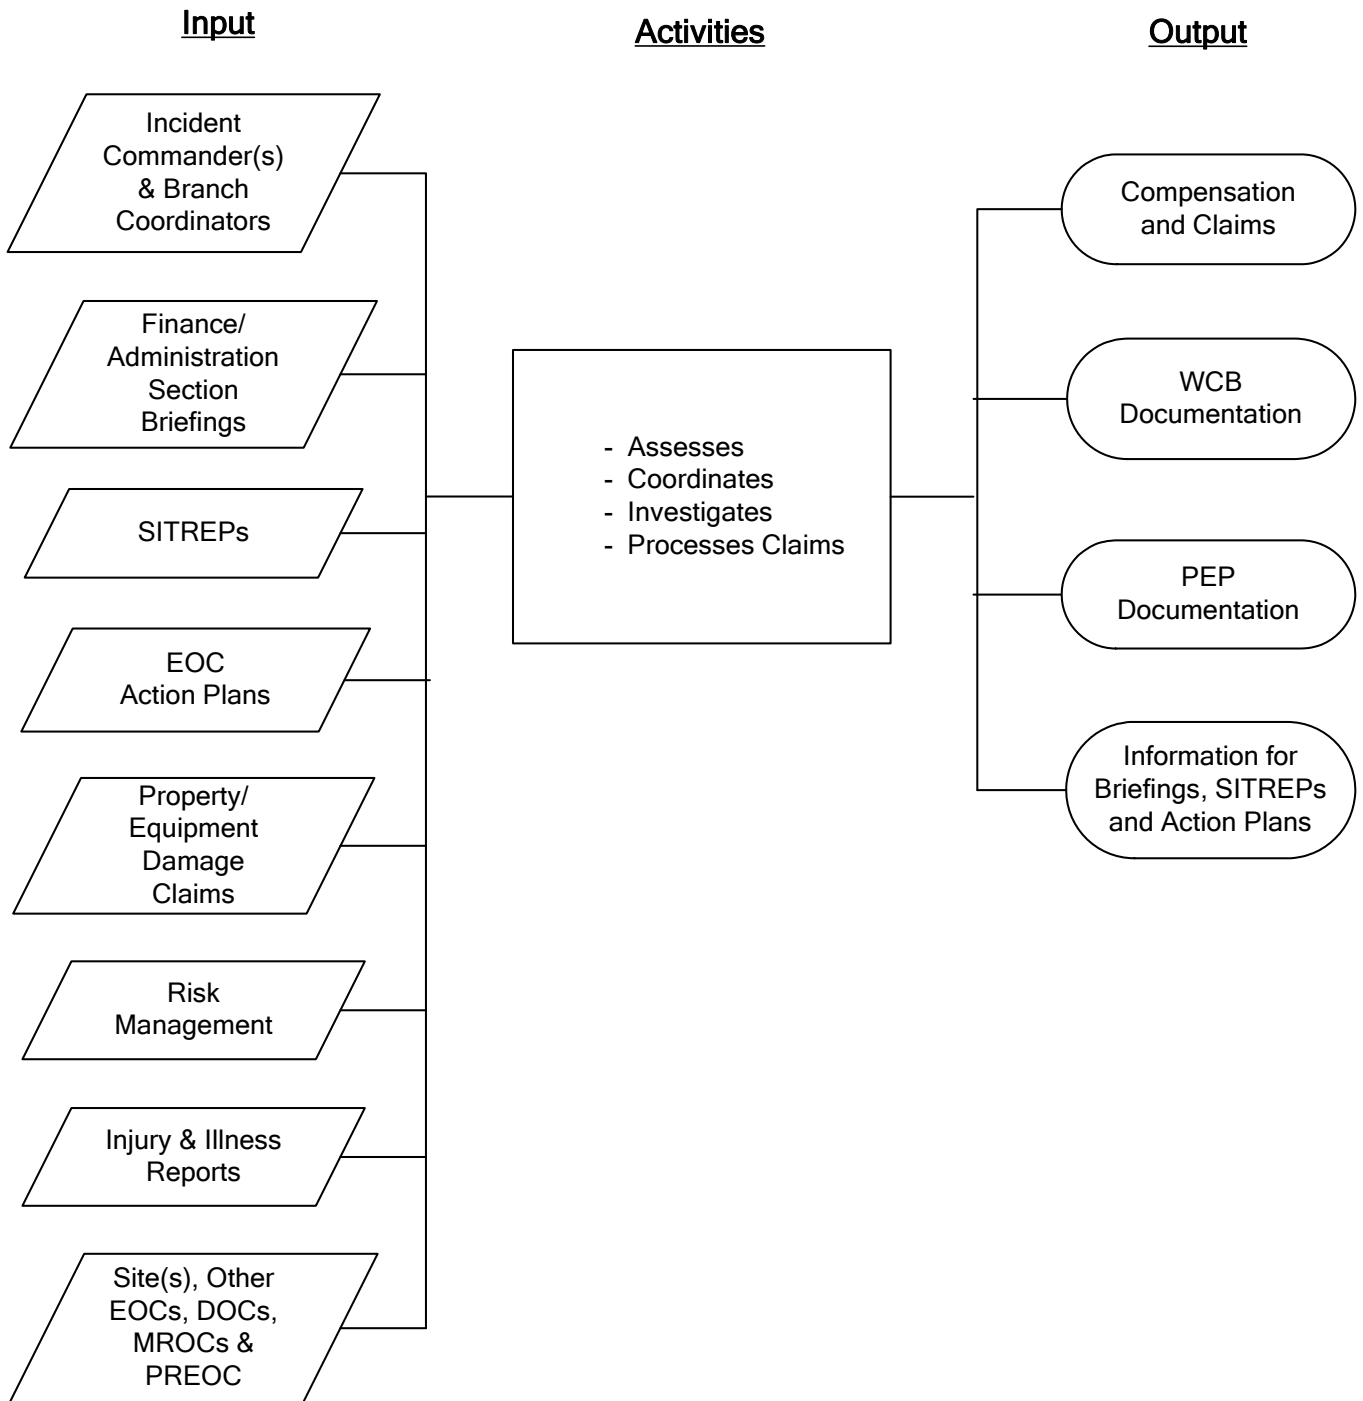 Input
Activities
Output
Incident
Commander(s)
& Branch
Coordinators
Finance/
Administration
Section
Briefings
SITREPs
EOC
Action Plans
Property/
Equipment
Damage
Claims
Risk
Management
Injury & Illness
Reports
Site(s), Other
EOCs, DOCs,
MROCs &
PREOC
- Assesses
- Coordinates
- Investigates
- Processes Claims
Compensation
and Claims
WCB
Documentation
PEP
Documentation
Information for
Briefings, SITREPs
and Action Plans